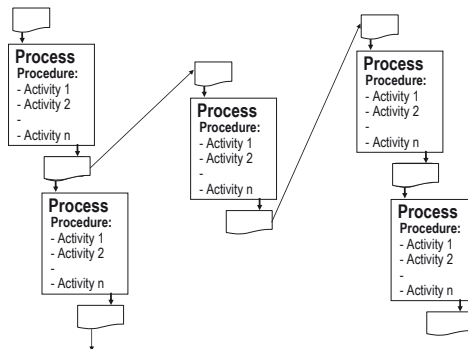 Process
Procedure:
- Activity 1
- Activity 2
-
- Activity n
Process
Procedure:
- Activity 1
- Activity 2
-
- Activity n
Process
Procedure:
- Activity 1
- Activity 2
-
- Activity n
Process
Procedure:
- Activity 1
- Activity 2
-
- Activity n
Process
Procedure:
- Activity 1
- Activity 2
-
- Activity n